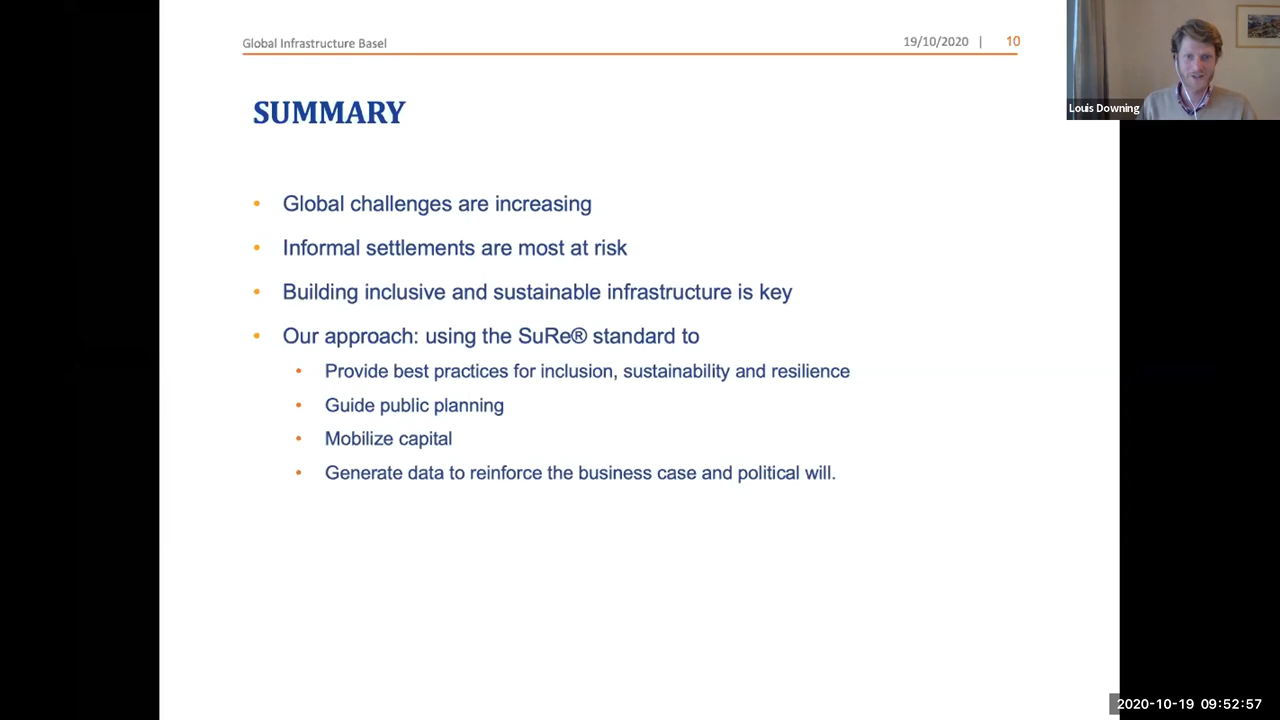 Global Infrastructure Basel
19/10/2020 | 10
Louis Downing
SUMMARY
• Global challenges are increasing
• Informal settlements are most at risk
• Building inclusive and sustainable infrastructure is key
• Our approach: using the SuRe® standard to
• Provide best practices for inclusion, sustainability and resilience
• Guide public planning
• Mobilize capital
• Generate data to reinforce the business case and political will.
2020-10-19 09:52:57